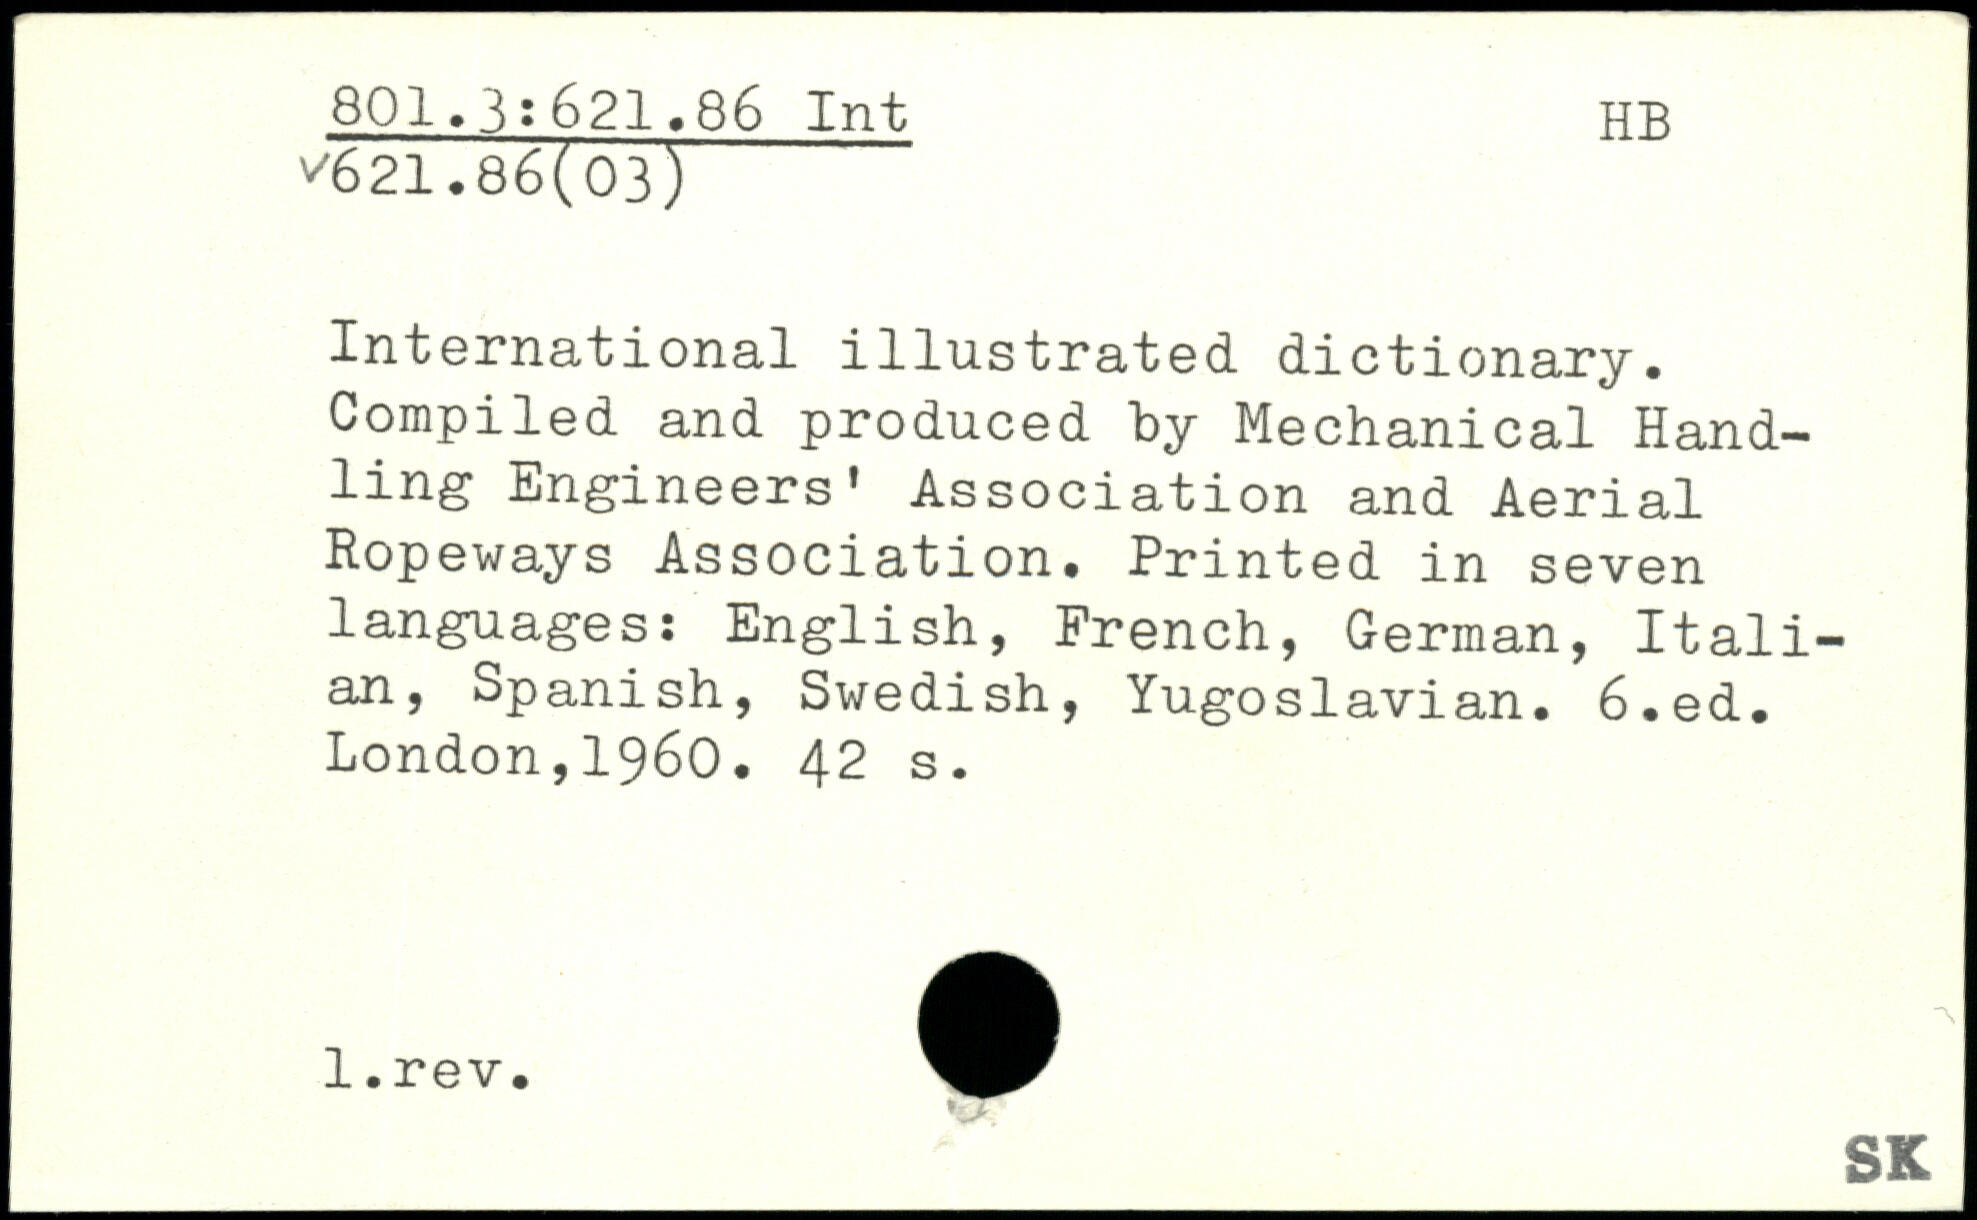 801.3:621.86 Int
HB
✓621.86(03)
International illustrated dictionary.
Compiled and produced by Mechanical Hand-
ling Engineers' Association and Aerial
Ropeways Association. Printed in seven
languages: English, French, German, Itali-
an, Spanish, Swedish, Yugoslavian. 6.ed.
London,1960. 42 s.
1.rev.
SK